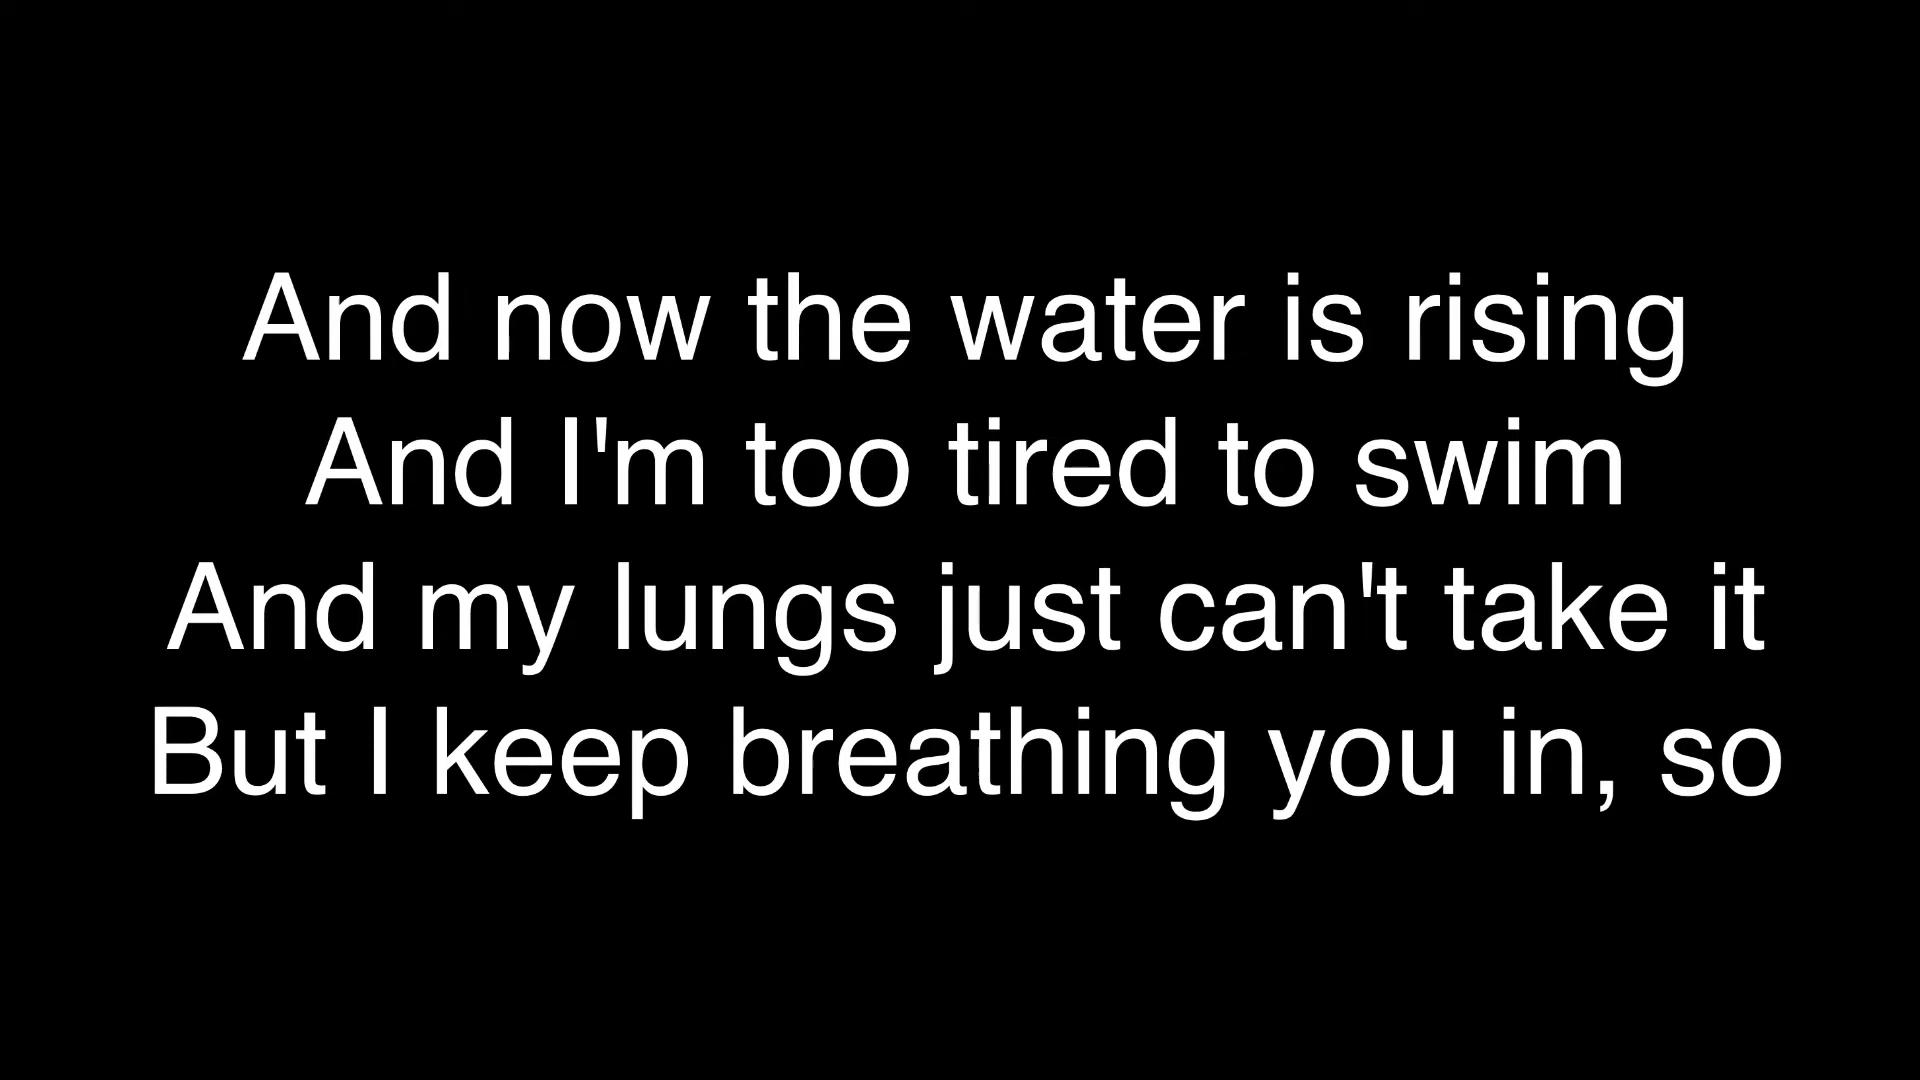 And now the water is rising
And I'm too tired to swim
And my lungs just can't take it
But I keep breathing you in, so